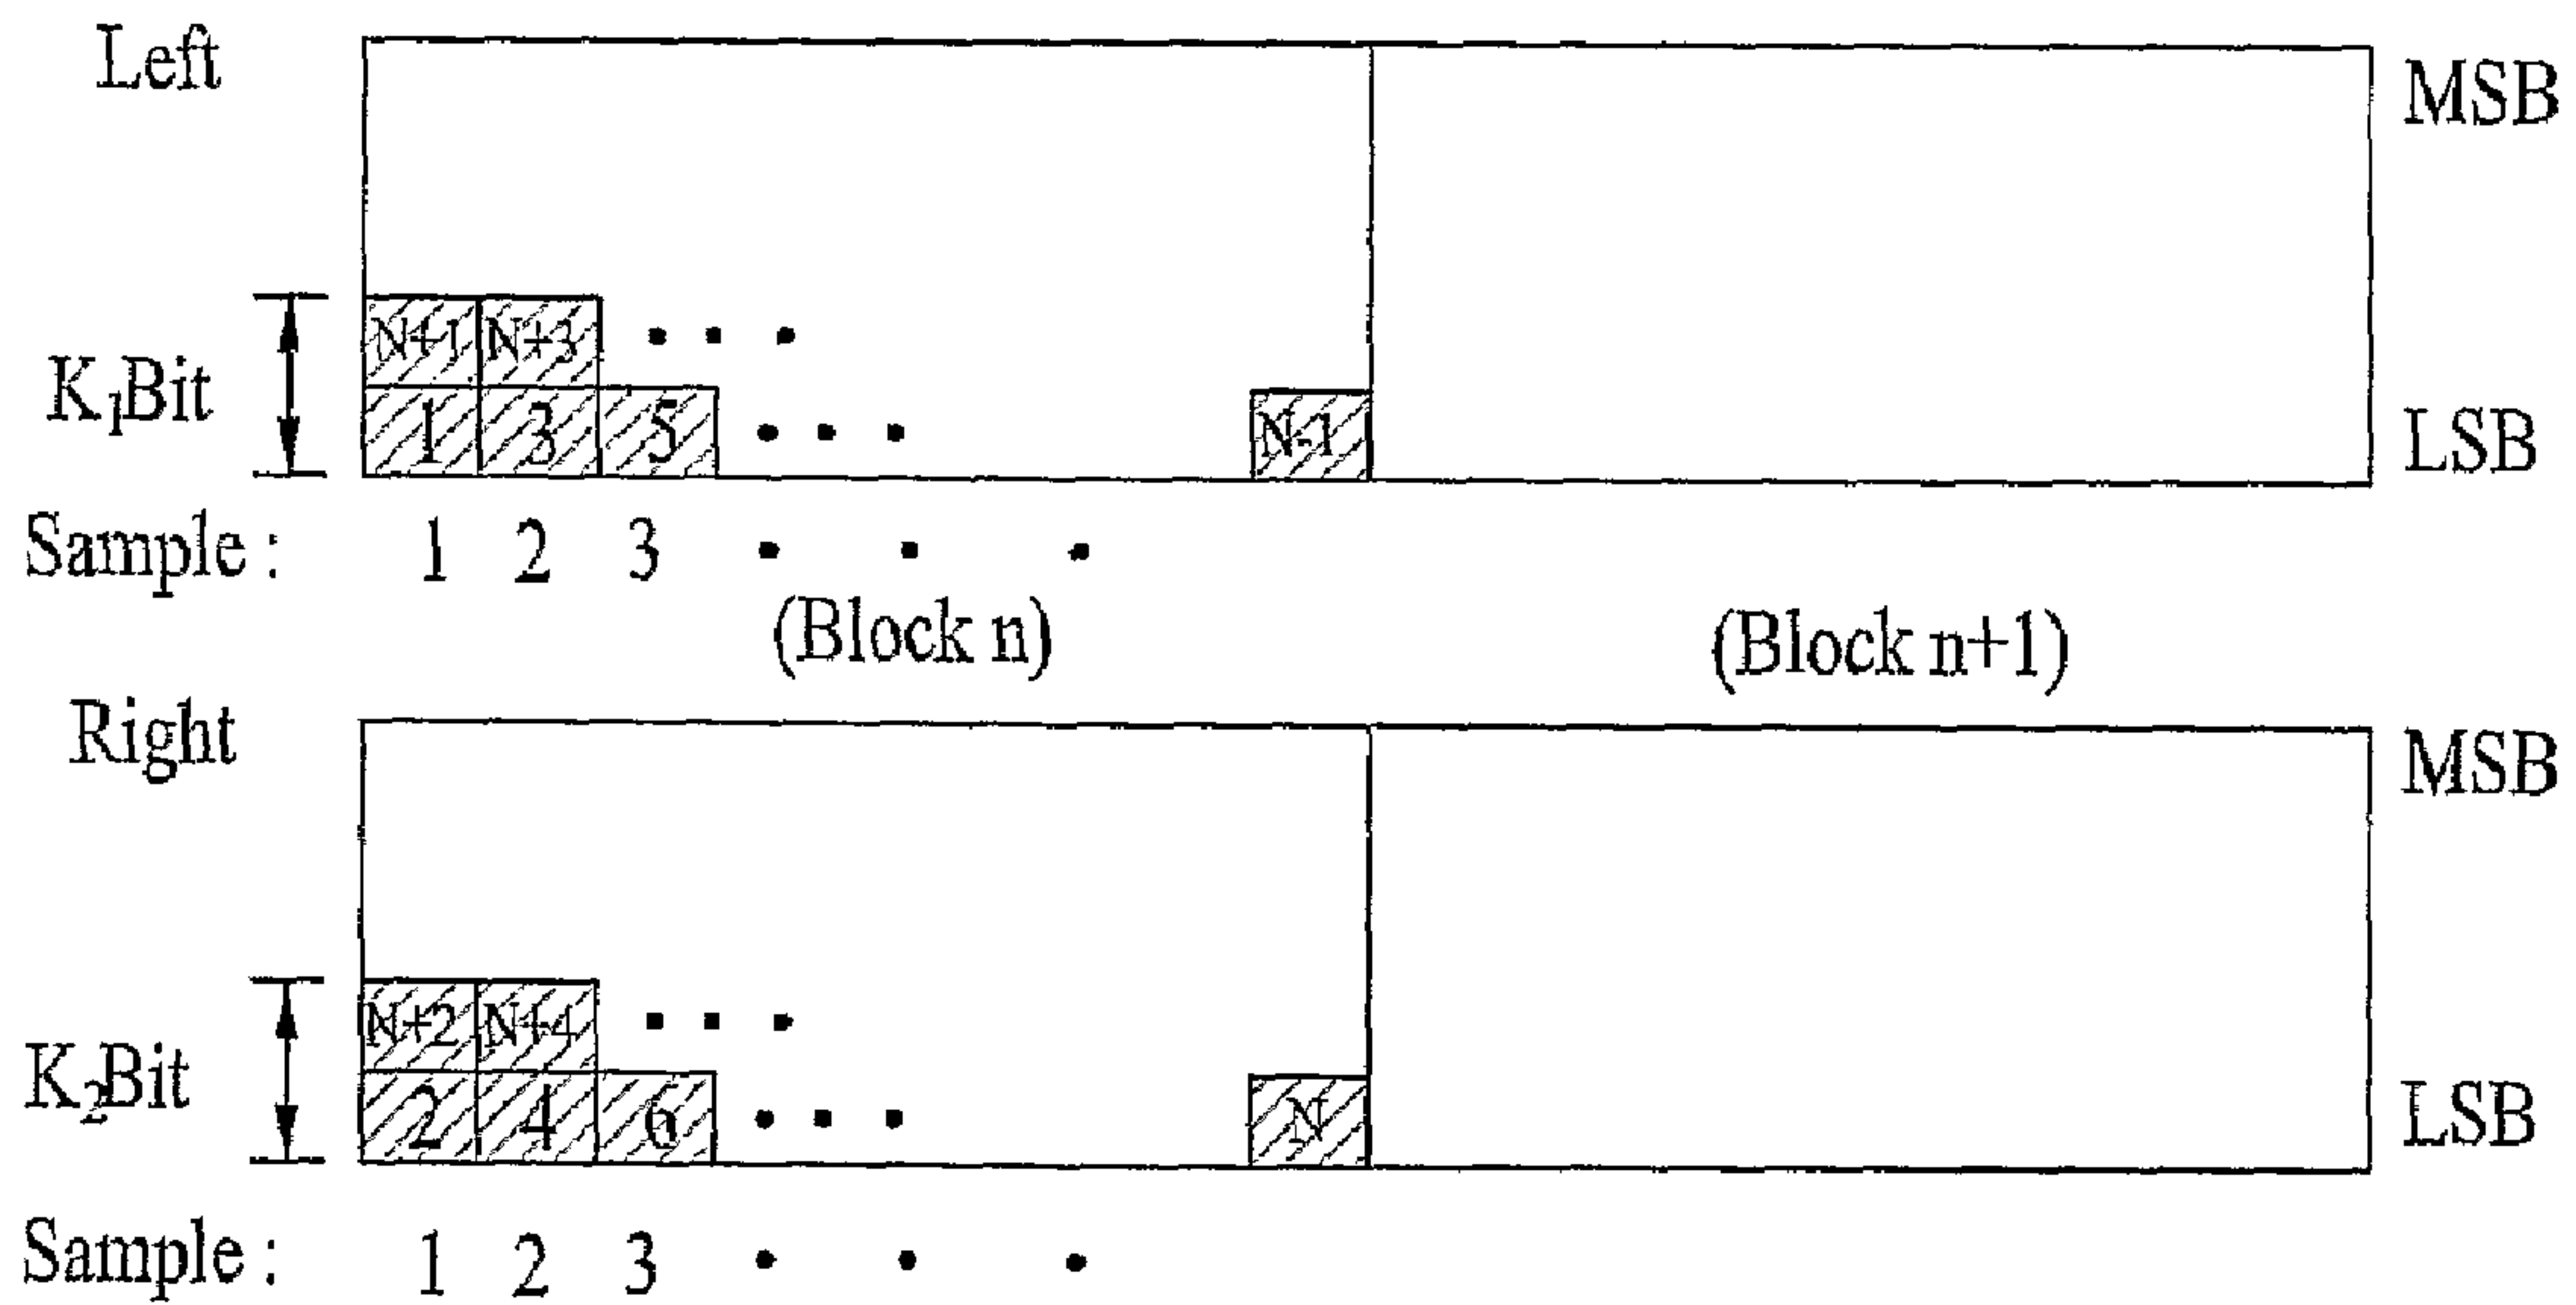 Left
MSB
N+1 N+3
K₁Bit
1 3 5 N-1
LSB
Sample : 1 2 3
(Block n)
(Block n+1)
Right
MSB
N+2 N+4
K₂Bit
2 4 6 N
LSB
Sample : 1 2 3